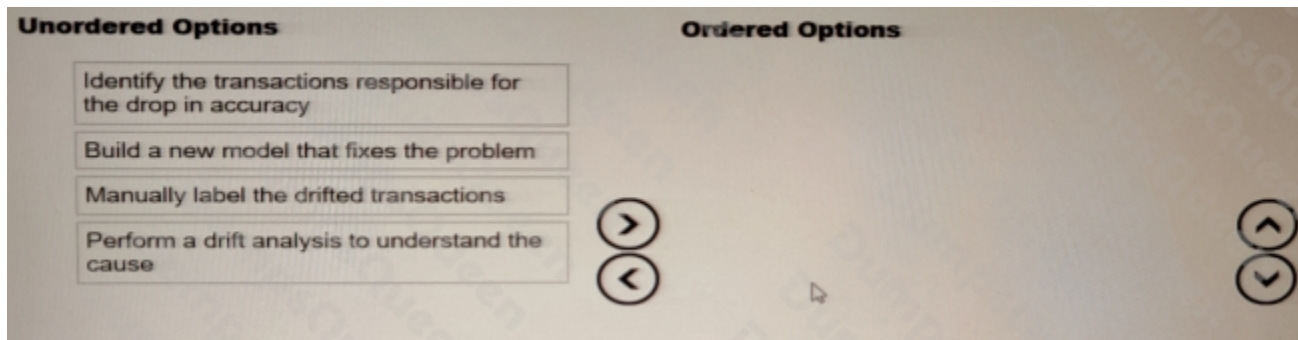 Unordered Options
Ordered Options
Identify the transactions responsible for
the drop in accuracy
Build a new model that fixes the problem
Manually label the drifted transactions
Perform a drift analysis to understand the
cause